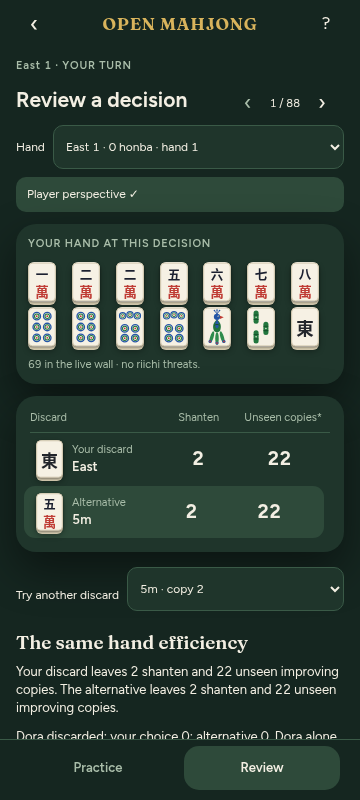 ‹ OPEN MAHJONG ?
East 1 · YOUR TURN
Review a decision ‹ 1 / 88 ›
Hand East 1 · 0 honba · hand 1
Player perspective ✓
YOUR HAND AT THIS DECISION
一萬 二萬 二萬 五萬 六萬 七萬 八萬
東
69 in the live wall · no riichi threats.
Discard Shanten Unseen copies*
東 Your discard East 2 22
五萬 Alternative 5m 2 22
Try another discard 5m · copy 2
The same hand efficiency
Your discard leaves 2 shanten and 22 unseen improving
copies. The alternative leaves 2 shanten and 22 unseen
improving copies.
Dora discarded: your choice 0; alternative 0. Dora alone
Practice Review